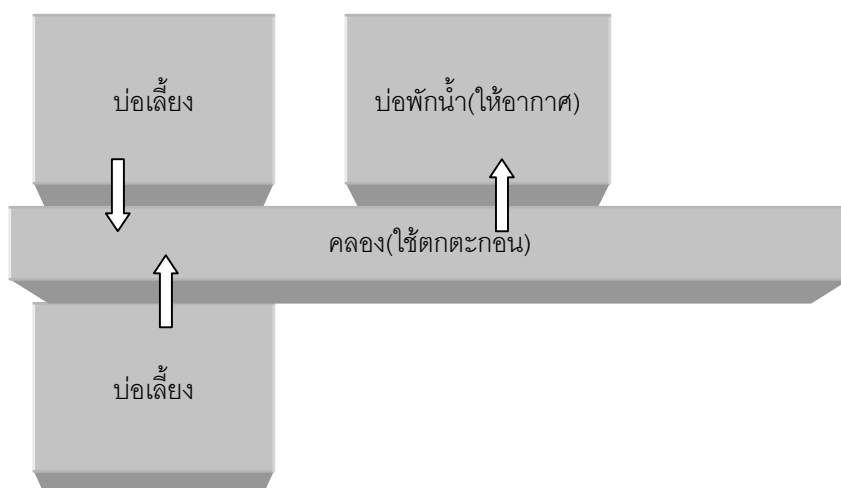 บ่อเลี้ยง
บ่อพักน้ำ(ให้อากาศ)
คลอง(ใช้ตกตะกอน)
บ่อเลี้ยง